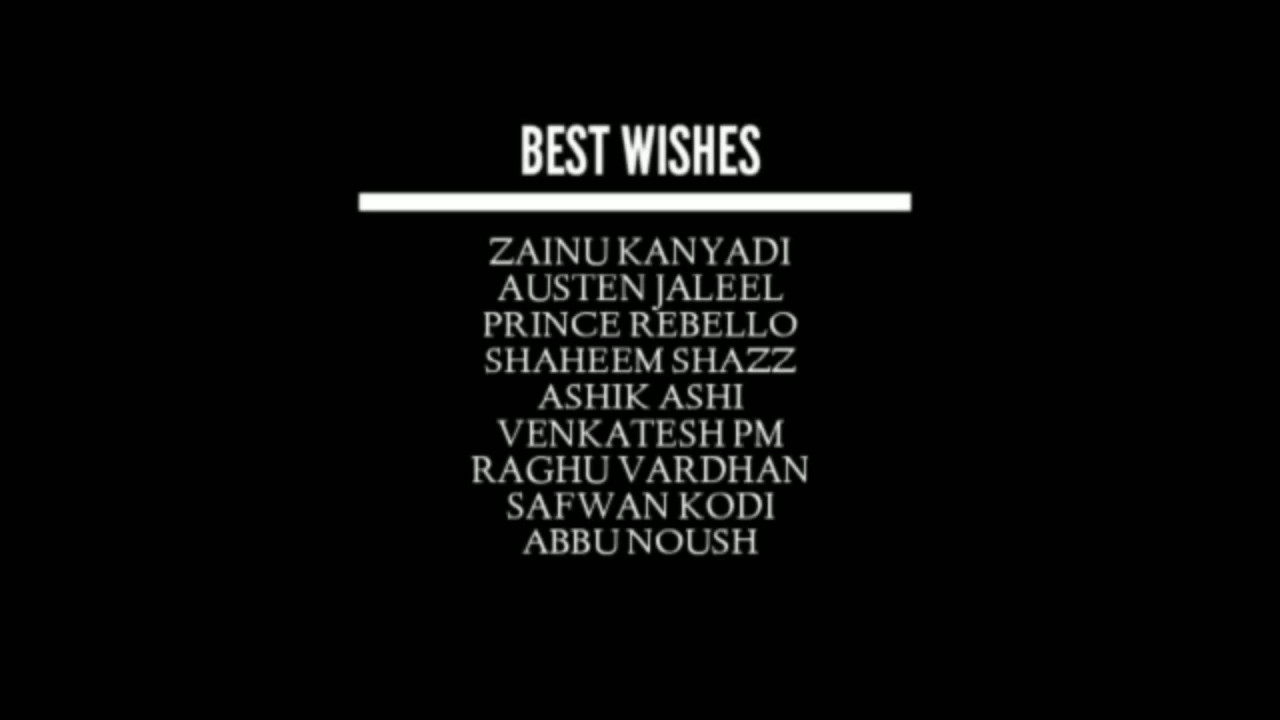 BEST WISHES
ZAINU KANYADI
AUSTEN JALEEL
PRINCE REBELLO
SHAHEEM SHAZZ
ASHIK ASHI
VENKATESH PM
RAGHU VARDHAN
SAFWAN KODI
ABBU NOUSH